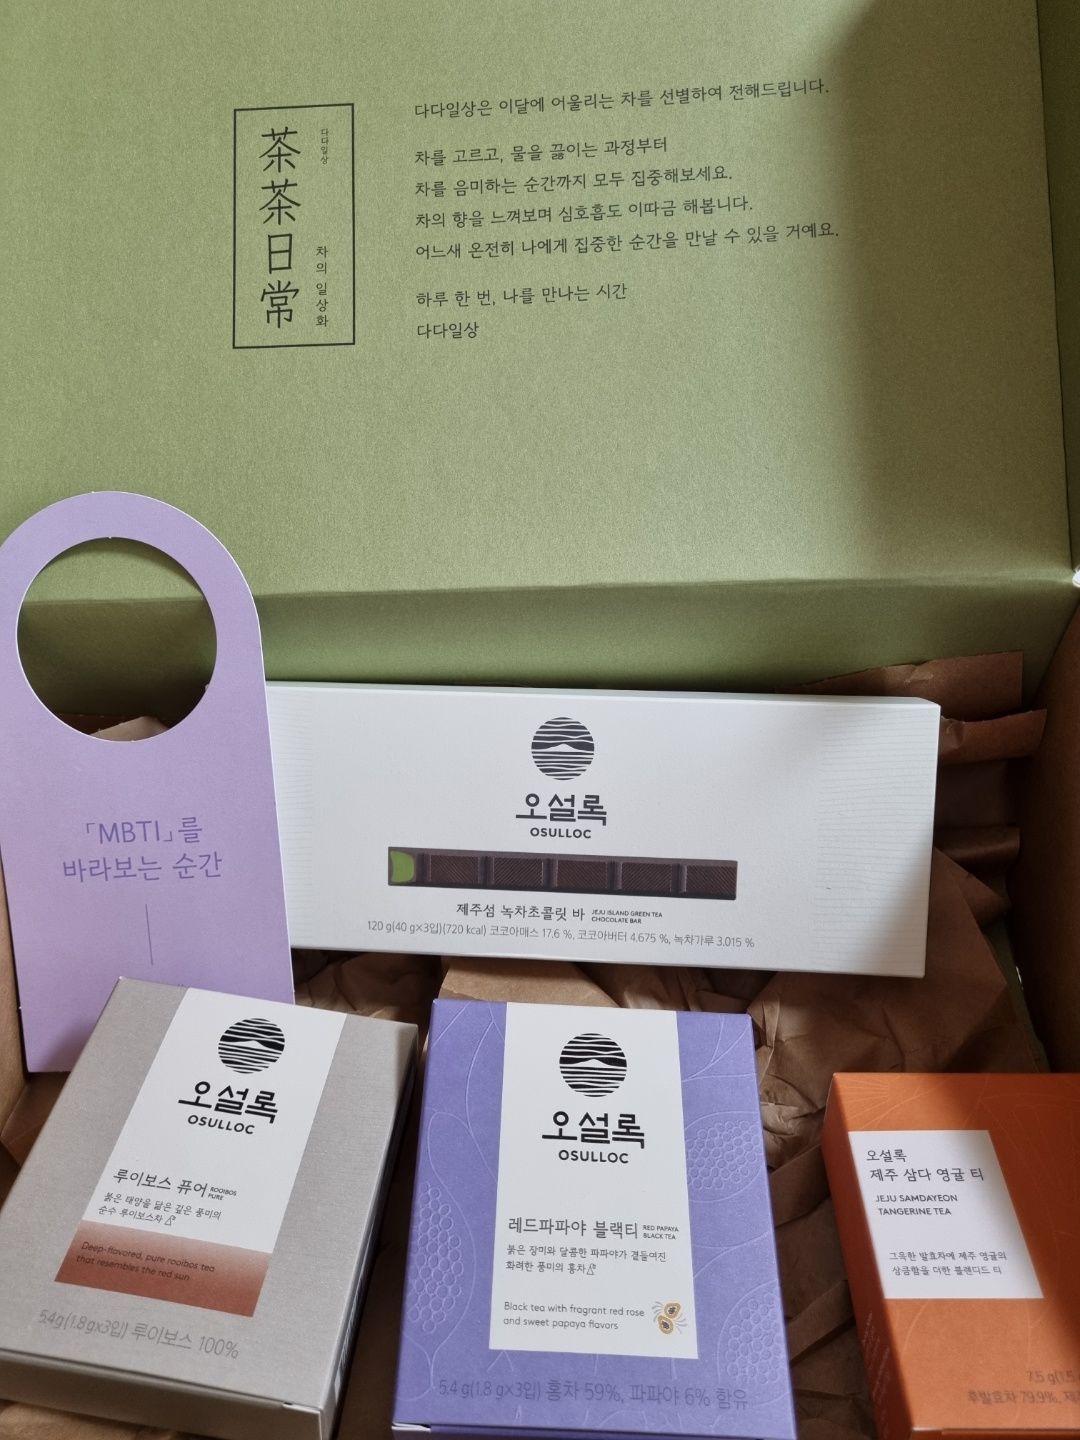 茶茶日常
다다일상
차의 일상화
다다일상은 이달에 어울리는 차를 선별하여 전해드립니다.
차를 고르고, 물을 끓이는 과정부터
차를 음미하는 순간까지 모두 집중해보세요.
차의 향을 느껴보며 심호흡도 이따금 해봅니다.
어느새 온전히 나에게 집중한 순간을 만날 수 있을 거예요.
하루 한 번, 나를 만나는 시간
다다일상
「MBTI」를
바라보는 순간
오설록
OSULLOC
제주섬 녹차초콜릿 바 JEJU ISLAND GREEN TEA
CHOCOLATE BAR
120 g(40 g×3입)(720 kcal) 코코아매스 17.6 %, 코코아버터 4.675 %, 녹차가루 3.015 %
오설록
OSULLOC
루이보스 퓨어 ROOIBOS
PURE
붉은 태양을 닮은 깊은 풍미의
순수 루이보스차
Deep-flavored, pure rooibos tea
that resembles the red sun
5.4g(1.8g×3입) 루이보스 100%
오설록
OSULLOC
레드파파야 블랙티 RED PAPAYA
BLACK TEA
붉은 장미와 달콤한 파파야가 곁들여진
화려한 풍미의 홍차
Black tea with fragrant red rose
and sweet papaya flavors
5.4 g(1.8 g×3입) 홍차 59%, 파파야 6% 함유
오설록
제주 삼다 영귤 티
JEJU SAMDAYEON
TANGERINE TEA
그윽한 발효차에 제주 영귤의
상큼함을 더한 블렌디드 티
7.5 g(1.5
후발효차 79.9%, 제주